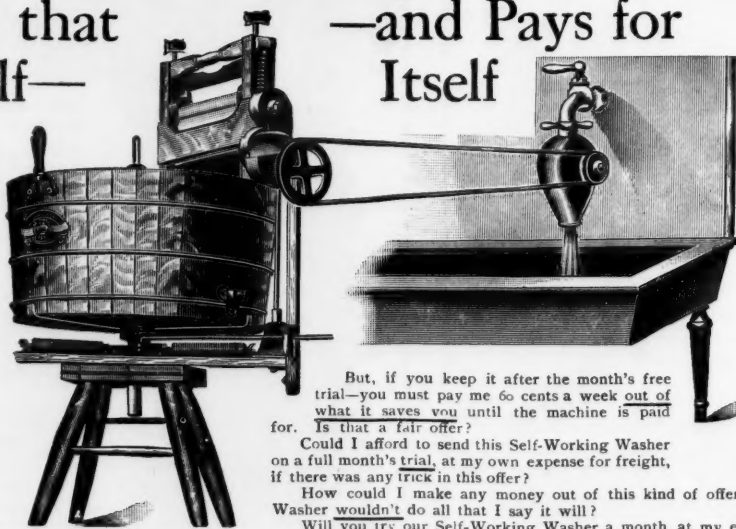 that —and Pays for
lf— Itself
But, if you keep it after the month's free
trial—you must pay me 60 cents a week out of
what it saves you until the machine is paid
for. Is that a fair offer?
Could I afford to send this Self-Working Washer
on a full month's trial, at my own expense for freight,
if there was any trick in this offer?
How could I make any money out of this kind of offer
Washer wouldn't do all that I say it will?
Will you try our Self-Working Washer a month, at my